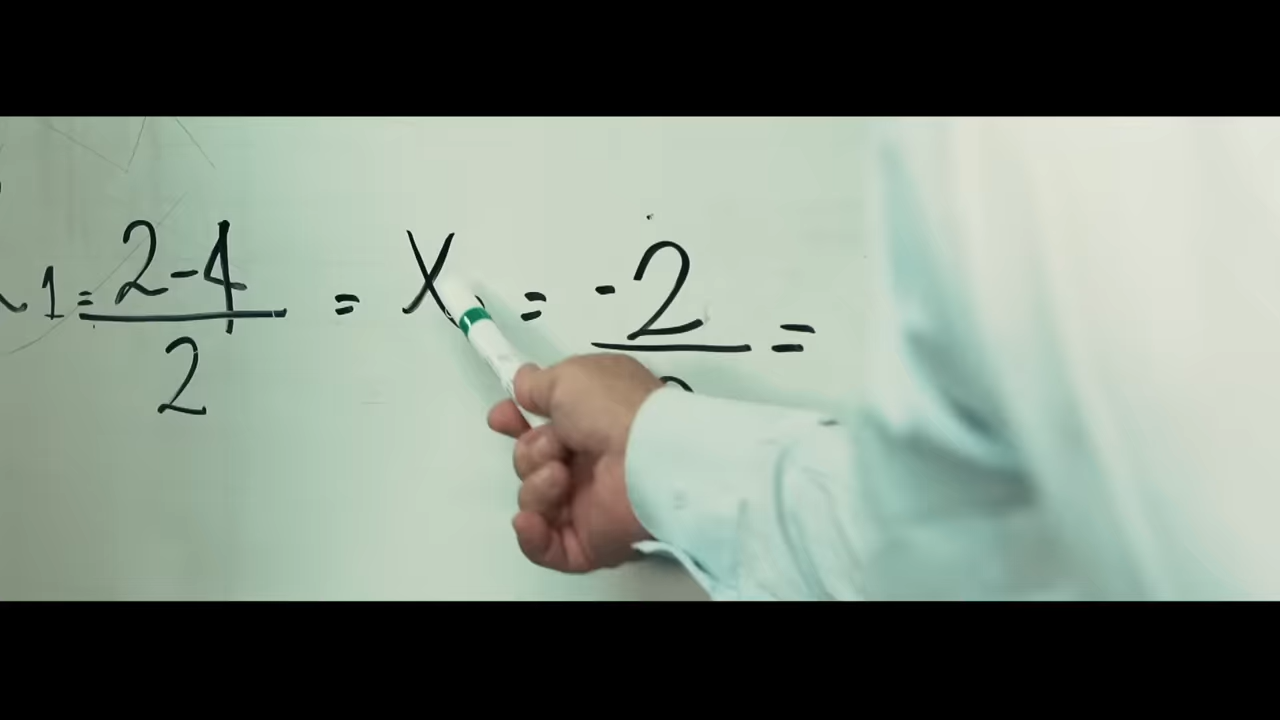 1 = 2-4 = X = -2 =
2